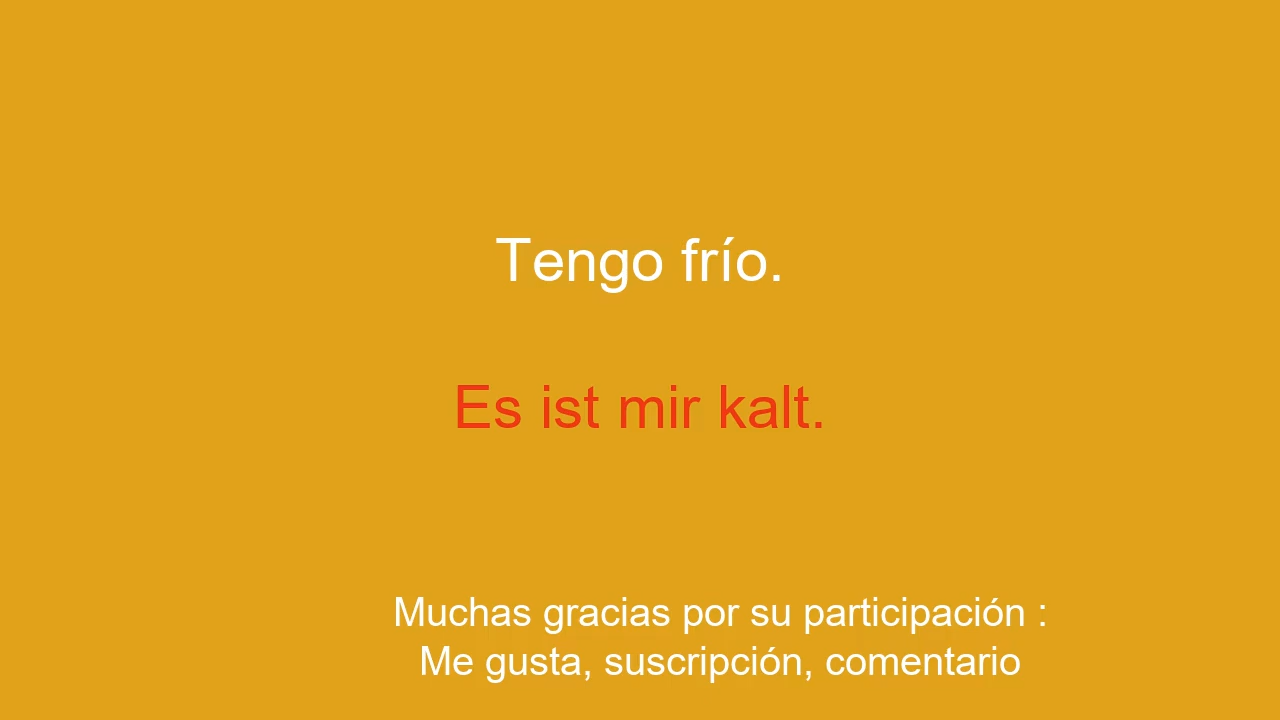 Tengo frío.
Es ist mir kalt.
Muchas gracias por su participación :
Me gusta, suscripción, comentario